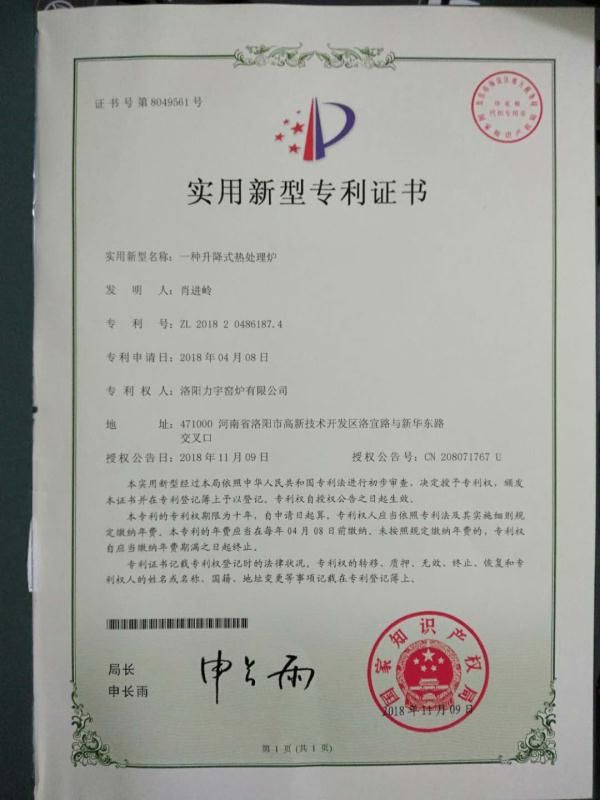 证书号第8049561号
实用新型专利证书
实用新型名称：一种升降式热处理炉
发明人：肖进岭
专利号：ZL 2018 2 0486187.4
专利申请日：2018年04月08日
专利权人：洛阳力宇窑炉有限公司
地址：471000 河南省洛阳市高新技术开发区洛宜路与新华东路
交叉口
授权公告日：2018年11月09日 授权公告号：CN 208071767 U
本实用新型经过本局依照中华人民共和国专利法进行初步审查，决定授予专利权，颁发
本证书并在专利登记簿上予以登记。专利权自授权公告之日起生效。
本专利的专利权期限为十年，自申请日起算。专利权人应当依照专利法及其实施细则规
定缴纳年费。本专利的年费应当在每年04月08日前缴纳。未按照规定缴纳年费的，专利权
自应当缴纳年费期满之日起终止。
专利证书记载专利权登记时的法律状况。专利权的转移、质押、无效、终止、恢复和专
利权人的姓名或名称、国籍、地址变更等事项记载在专利登记簿上。
局长
申长雨
申长雨
国家知识产权局
2018年11月09日
第1页(共1页)